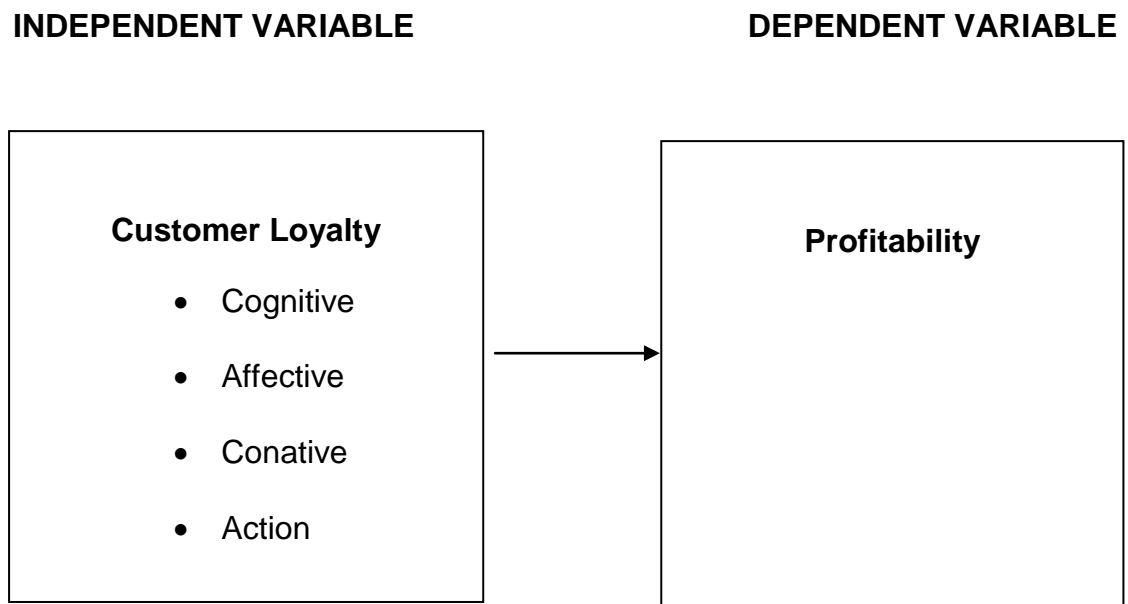 INDEPENDENT VARIABLE
DEPENDENT VARIABLE
Customer Loyalty
• Cognitive
• Affective
• Conative
• Action
Profitability